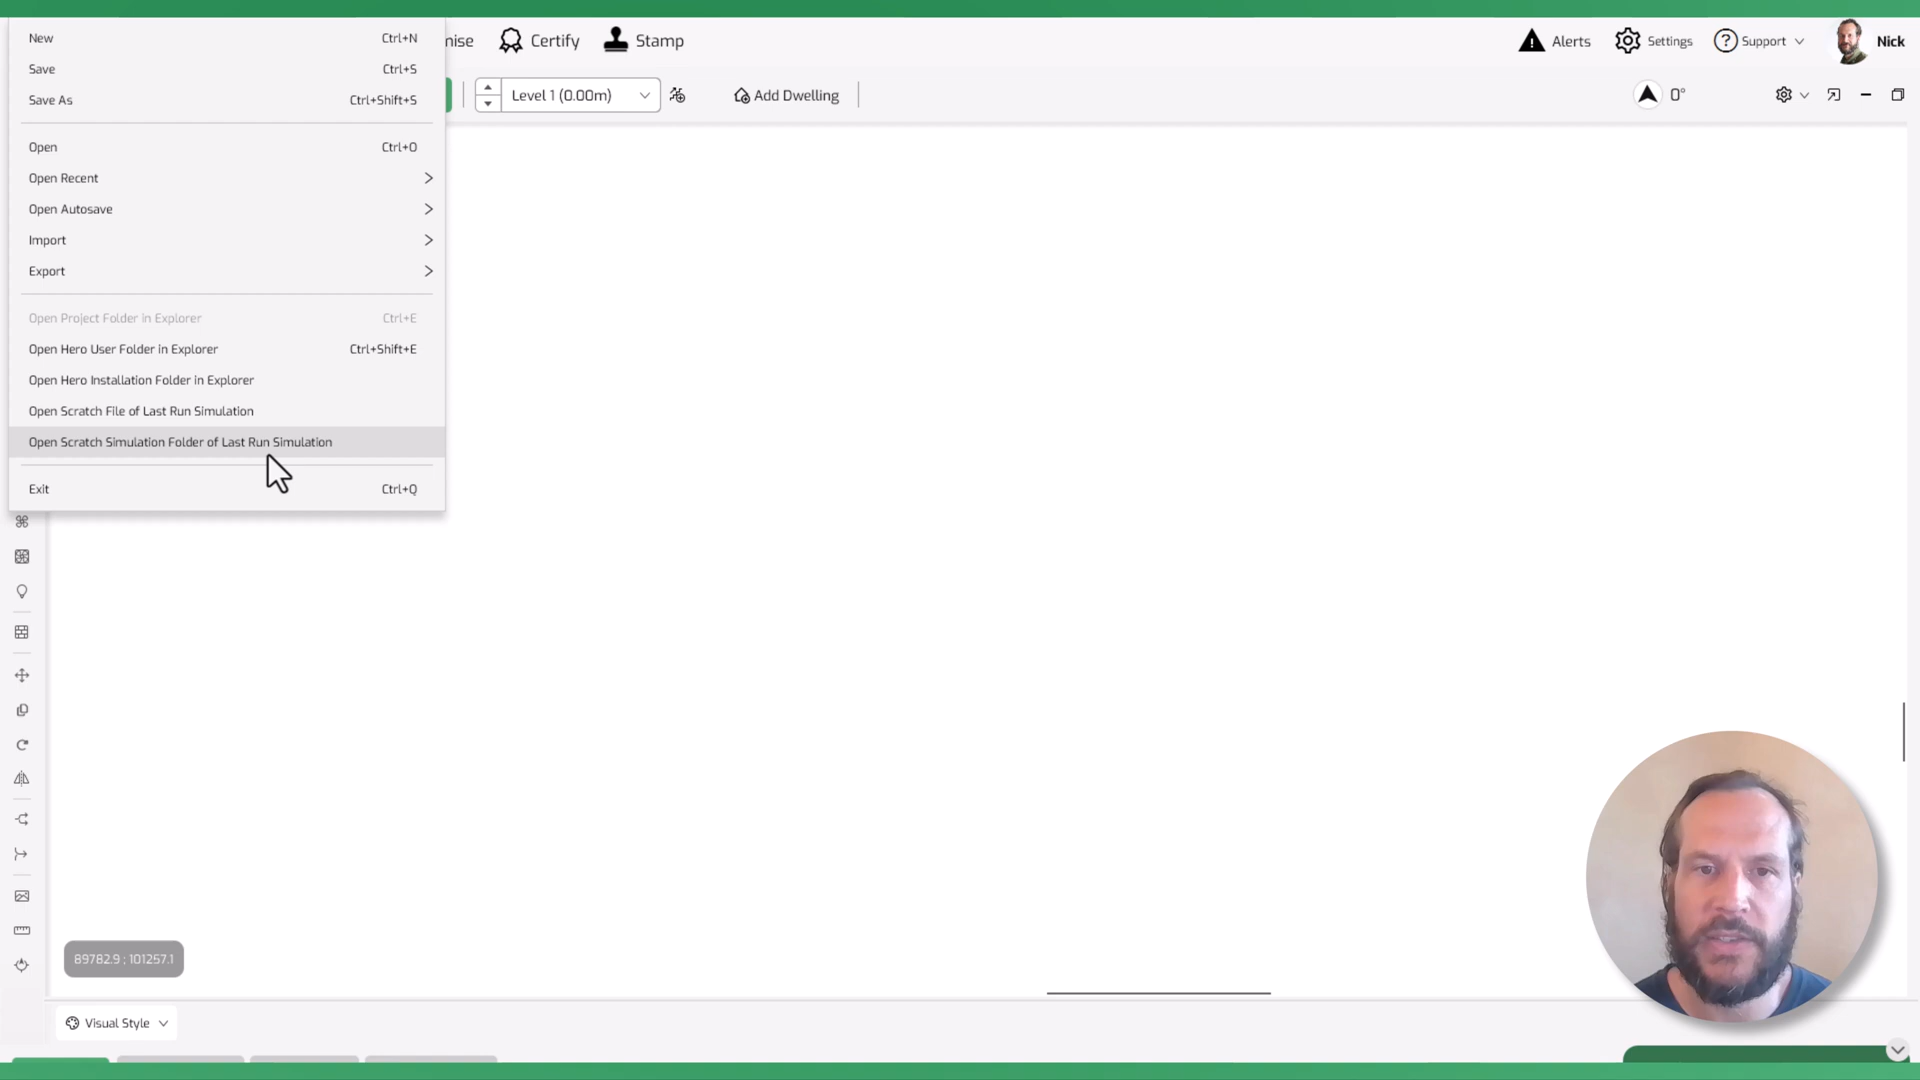 New Ctrl+N
Save Ctrl+S
Save As Ctrl+Shift+S
Open Ctrl+O
Open Recent
Open Autosave
Import
Export
Open Project Folder in Explorer Ctrl+E
Open Hero User Folder in Explorer Ctrl+Shift+E
Open Hero Installation Folder in Explorer
Open Scratch File of Last Run Simulation
Open Scratch Simulation Folder of Last Run Simulation
Exit Ctrl+Q
nise Certify Stamp
Alerts Settings Support Nick
Level 1 (0.00m) Add Dwelling 0°
89782.9 ; 101257.1
Visual Style